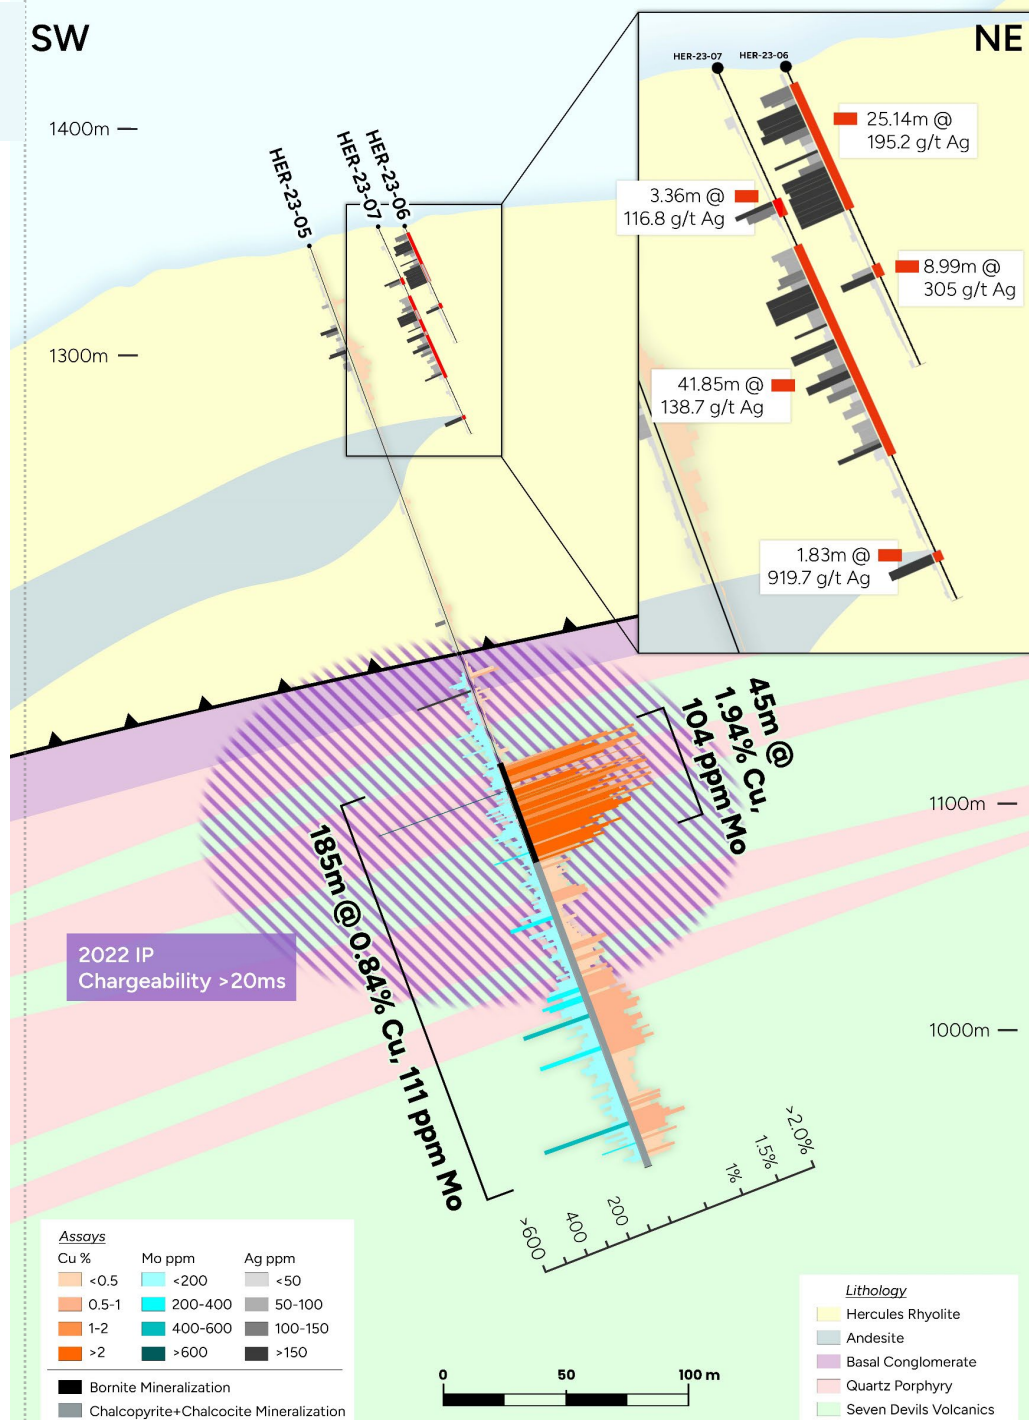 SW
NE
HER-23-07
HER-23-06
1400m
25.14m @
195.2 g/t Ag
HER-23-05
HER-23-07
HER-23-06
3.36m @
116.8 g/t Ag
8.99m @
305 g/t Ag
1300m
41.85m @
138.7 g/t Ag
1.83m @
919.7 g/t Ag
45m @
1.94% Cu,
104 ppm Mo
1100m
185m @ 0.84% Cu, 111 ppm Mo
2022 IP
Chargeability >20ms
1000m
>600
400
200
1%
1.5%
>2.0%
Assays
Cu %
Mo ppm
Ag ppm
<0.5
<200
<50
0.5-1
200-400
50-100
1-2
400-600
100-150
>2
>600
>150
Bornite Mineralization
Chalcopyrite+Chalcocite Mineralization
0
50
100 m
Lithology
Hercules Rhyolite
Andesite
Basal Conglomerate
Quartz Porphyry
Seven Devils Volcanics